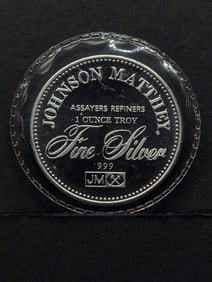 JOHNSON MATTHEY
ASSAYERS REFINERS
1 OUNCE TROY
Fine Silver
999
JM